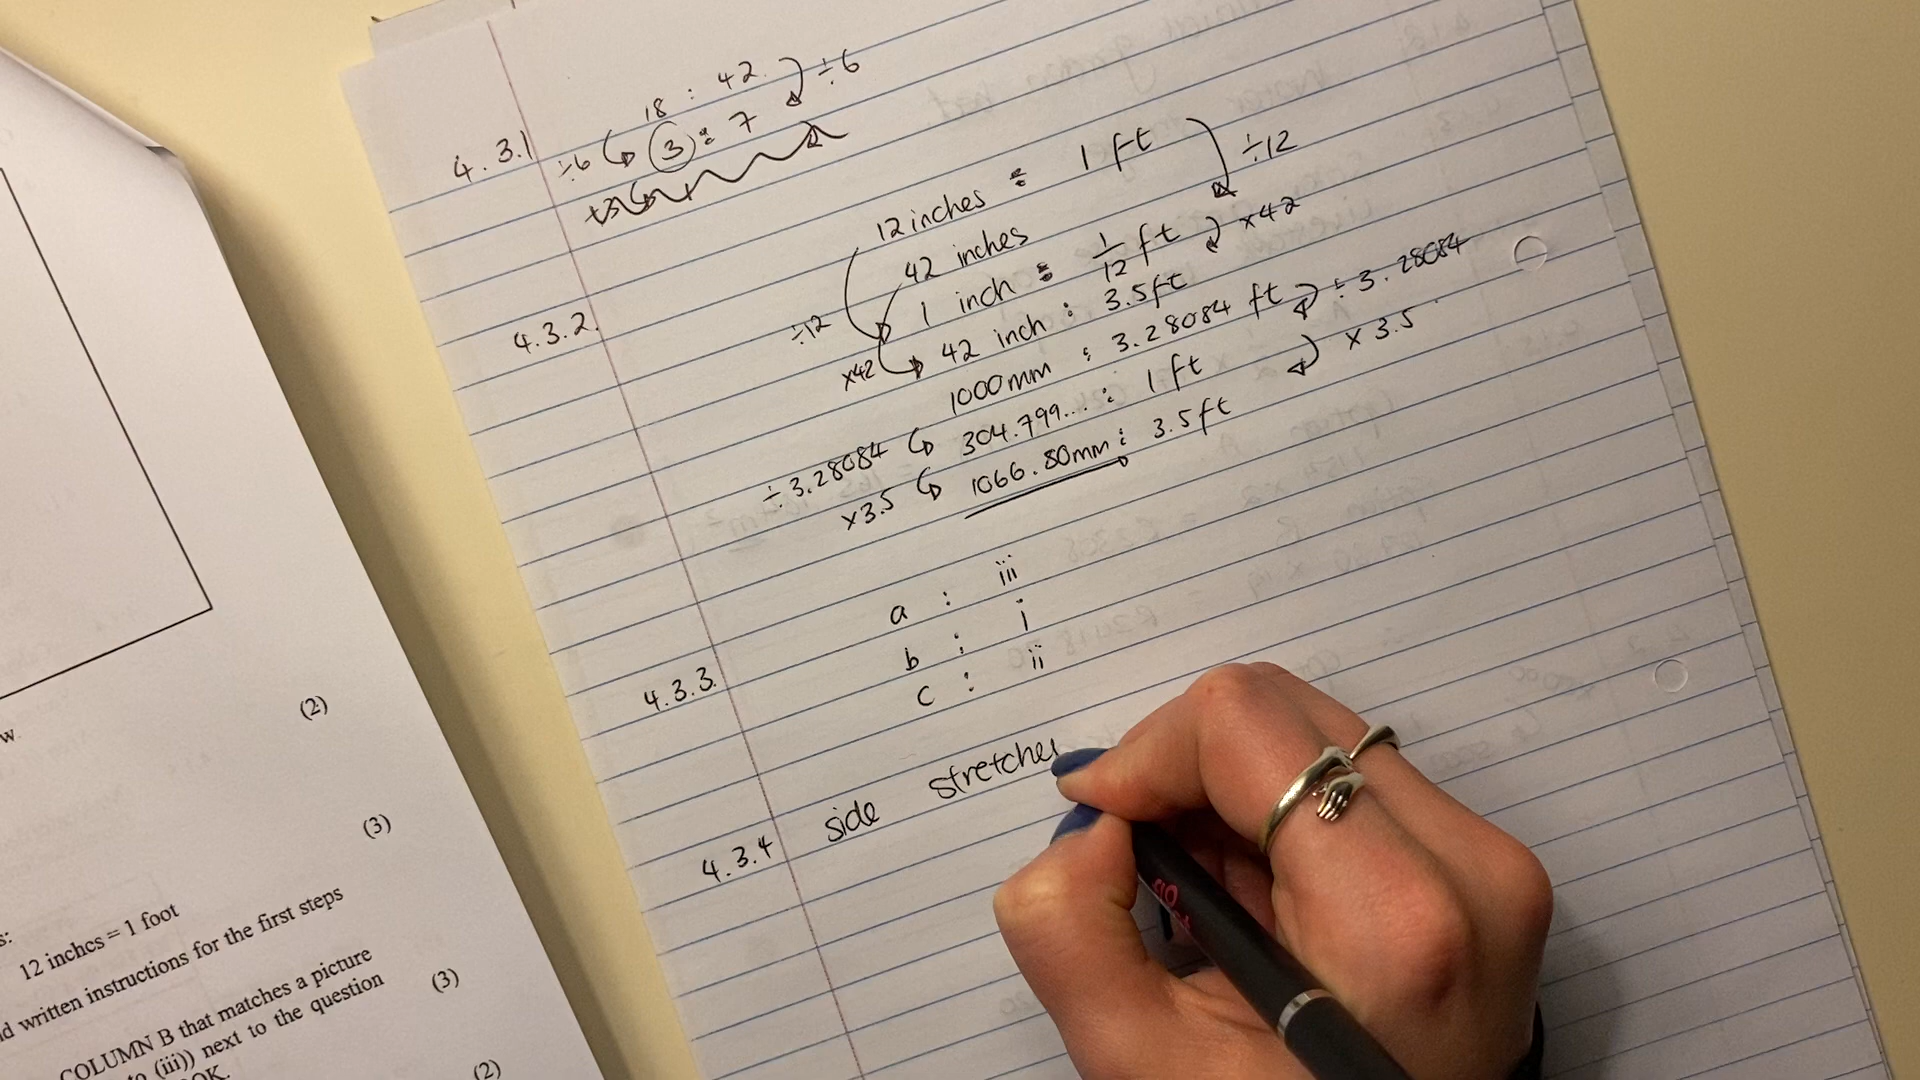 4.3.1
18 : 42 ÷6
÷6 3 : 7
4.3.2.
12 inches : 1 ft ÷12
42 inches
÷12 1 inch : 1/12 ft ×42
×42 42 inch : 3.5ft
1000mm : 3.28084 ft ÷3.28084
÷3.28084 304.799... : 1 ft ×3.5
×3.5 1066.80mm : 3.5ft
4.3.3.
a : iii
b : i
c : ii
4.3.4 side stretcher
w.
(2)
(3)
s:
12 inches = 1 foot
d written instructions for the first steps
(3)
COLUMN B that matches a picture
to (iii)) next to the question
OK.
(2)